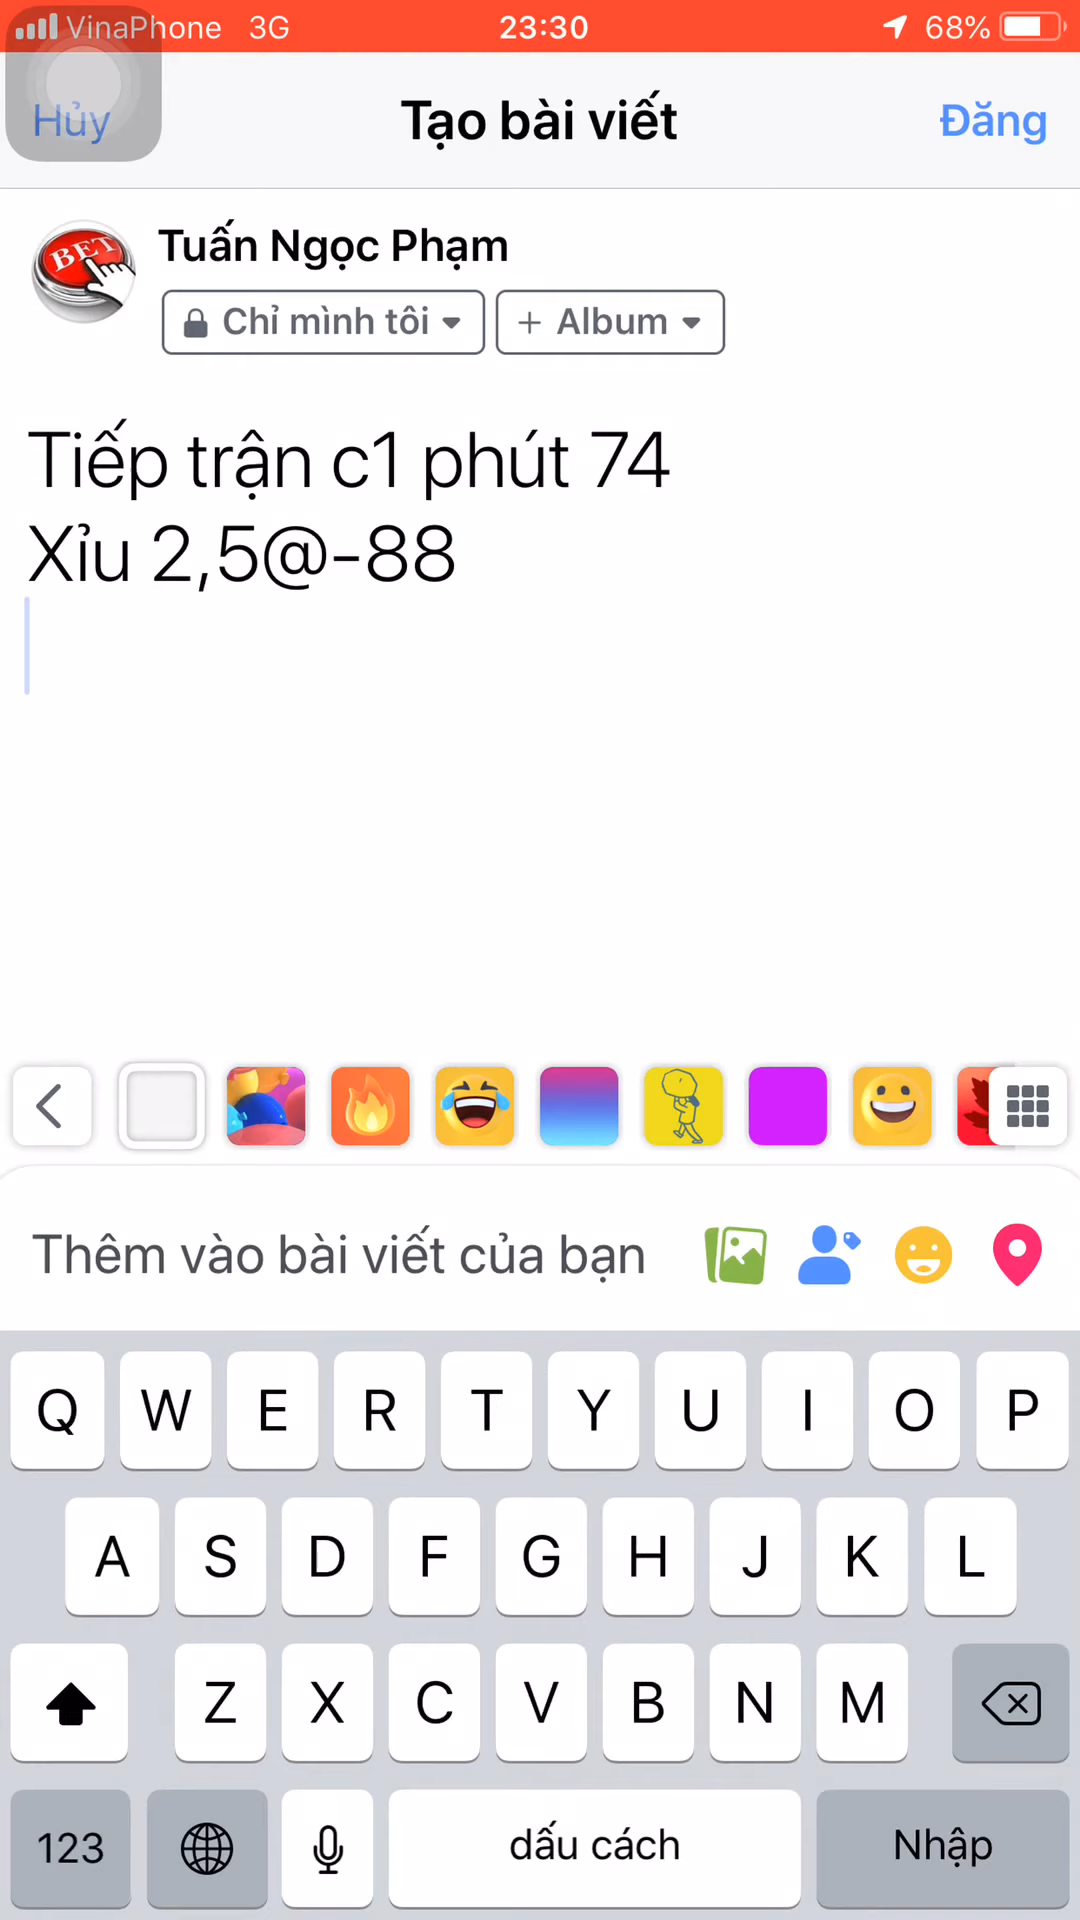 VinaPhone 3G 23:30 68%
Hủy Tạo bài viết Đăng
BET
Tuấn Ngọc Phạm
Chỉ mình tôi + Album
Tiếp trận c1 phút 74
Xỉu 2,5@-88
Thêm vào bài viết của bạn
Q W E R T Y U I O P
A S D F G H J K L
Z X C V B N M
123 dấu cách Nhập